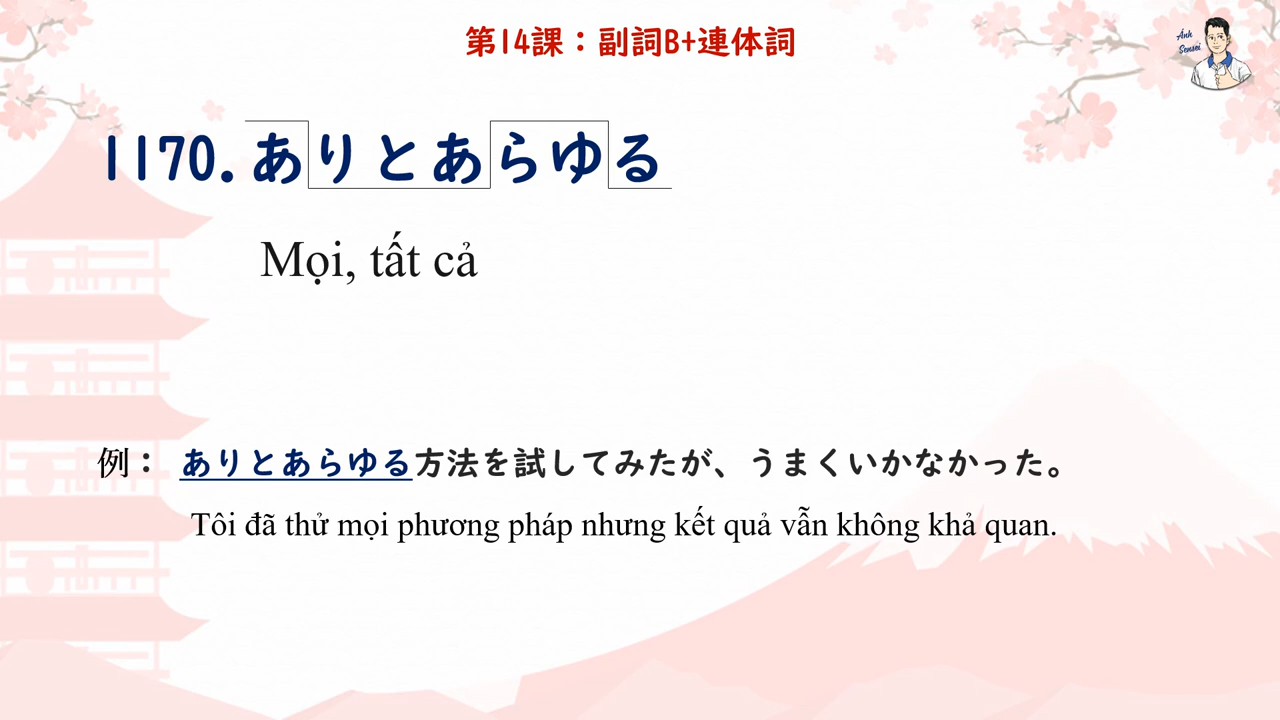 第14課：副詞B+連体詞
Anh
Sensei
1170.ありとあらゆる
Mọi, tất cả
例： ありとあらゆる方法を試してみたが、うまくいかなかった。
Tôi đã thử mọi phương pháp nhưng kết quả vẫn không khả quan.